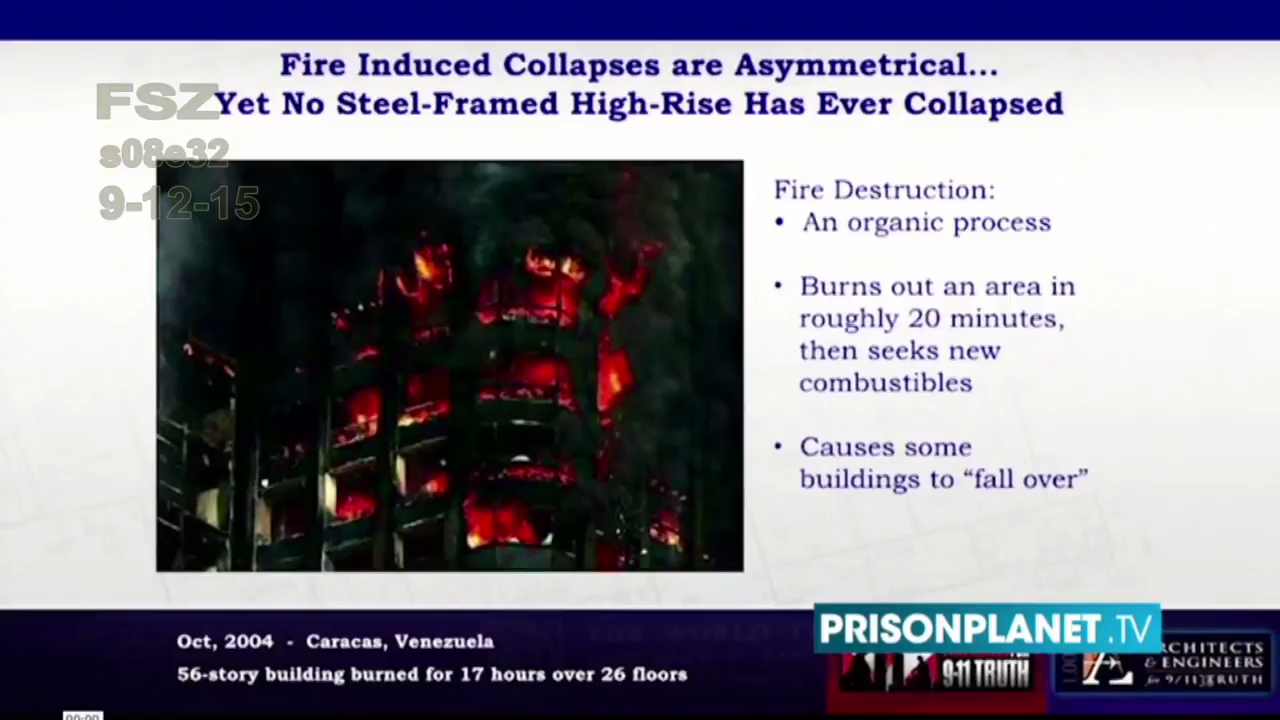 Fire Induced Collapses are Asymmetrical...
Yet No Steel-Framed High-Rise Has Ever Collapsed
FSZ
s08e32
9-12-15
Fire Destruction:
• An organic process
• Burns out an area in
roughly 20 minutes,
then seeks new
combustibles
• Causes some
buildings to “fall over”
Oct, 2004 - Caracas, Venezuela
56-story building burned for 17 hours over 26 floors
PRISONPLANET.TV
9-11 TRUTH
RCHITECTS
& ENGINEERS
for 9/11 TRUTH